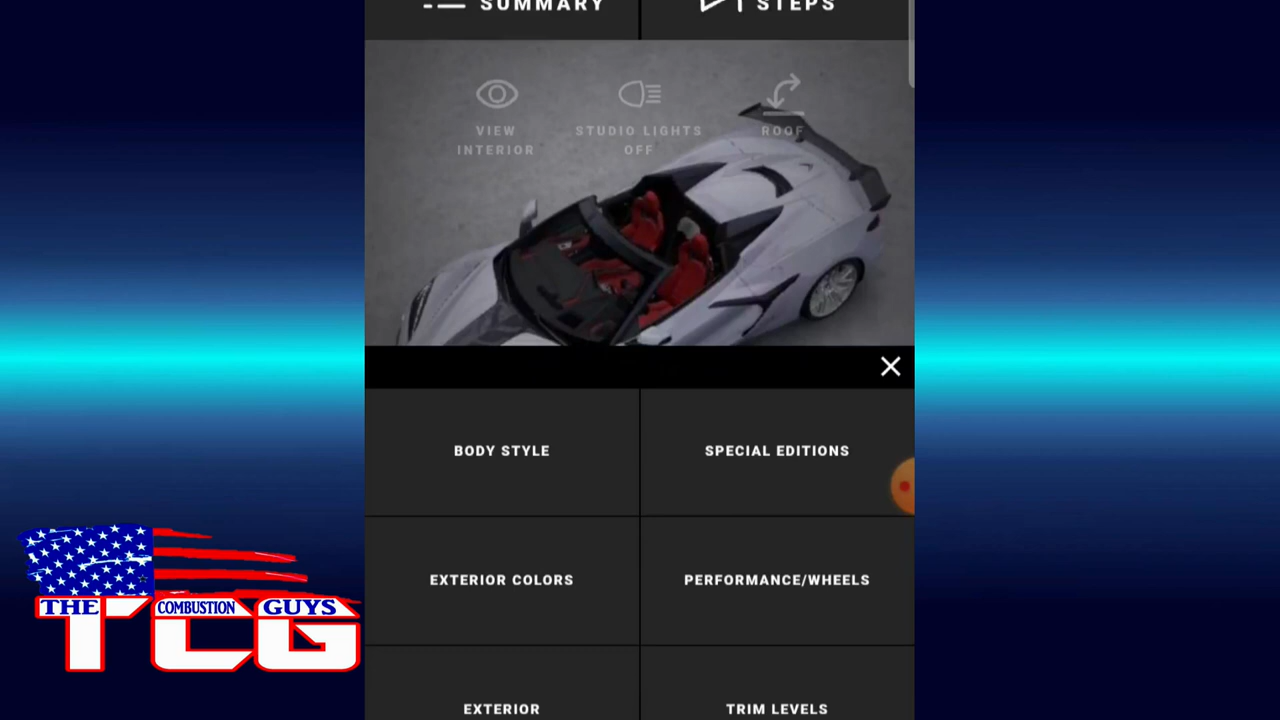 SUMMARY
STEPS
VIEW
INTERIOR
STUDIO LIGHTS
OFF
ROOF
BODY STYLE
SPECIAL EDITIONS
EXTERIOR COLORS
PERFORMANCE/WHEELS
EXTERIOR
TRIM LEVELS
THE COMBUSTION GUYS
TCG